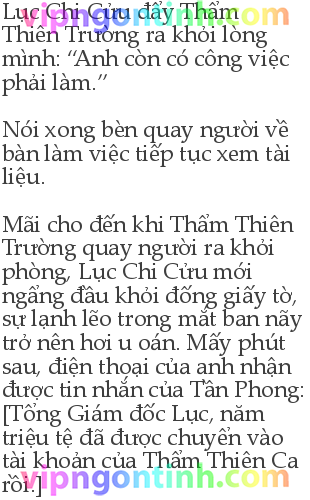 Lục Chi Cửu đẩy Thẩm
vipngontinh.com
Thiên Trường ra khỏi lòng
mình: “Anh còn có công việc
phải làm.”
Nói xong bèn quay người về
bàn làm việc tiếp tục xem tài
liệu.
Mãi cho đến khi Thẩm Thiên
Trường quay người ra khỏi
phòng, Lục Chi Cửu mới
ngẩng đầu khỏi đống giấy tờ,
sự lạnh lẽo trong mắt ban nãy
trở nên hơi u oán. Mấy phút
sau, điện thoại của anh nhận
được tin nhắn của Tần Phong:
[Tổng Giám đốc Lục, năm
triệu tệ đã được chuyển vào
tài khoản của Thẩm Thiên Ca
rồi.]
vipngontinh.com